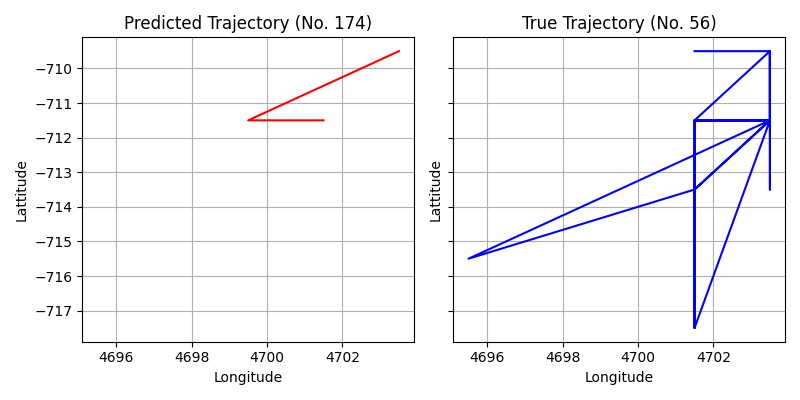 Predicted Trajectory (No. 174)
True Trajectory (No. 56)
−710
−711
−712
−713
−714
−715
−716
−717
Lattitude
Lattitude
4696 4698 4700 4702
4696 4698 4700 4702
Longitude
Longitude